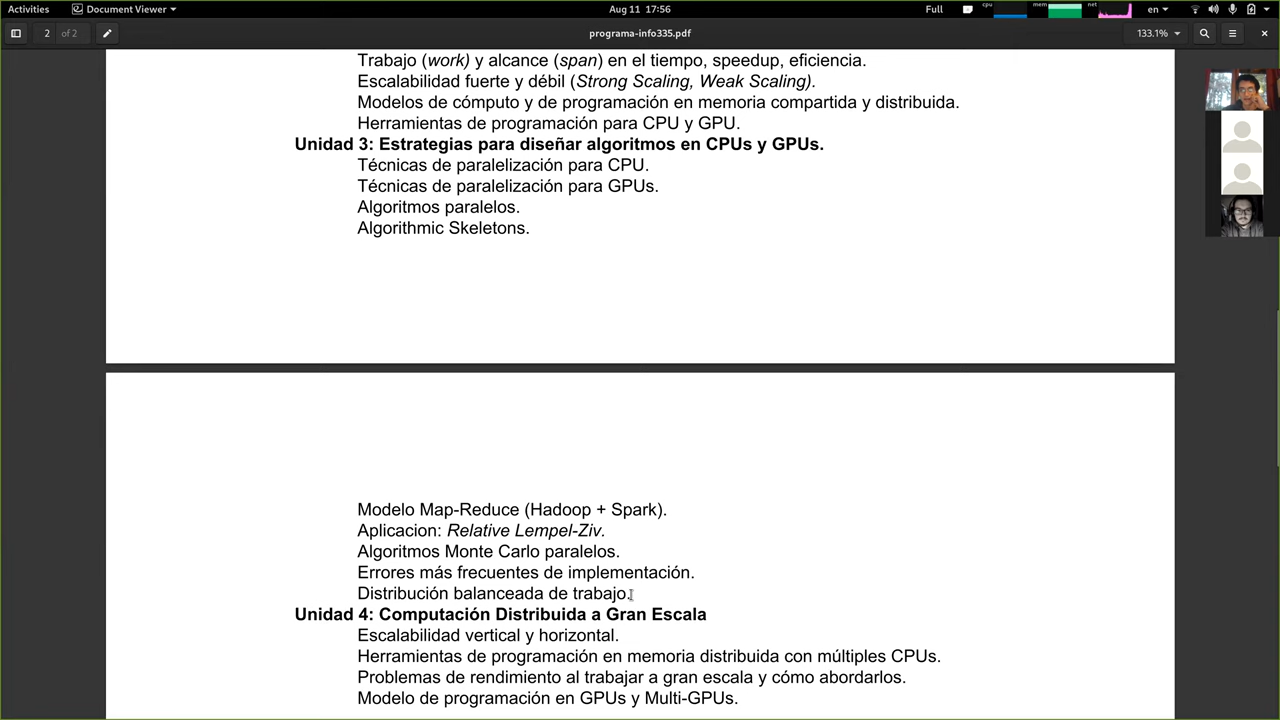 Activities
Document Viewer
Aug 11 17:56
Full
cpu
mem
net
en
2 of 2
programa-info335.pdf
133.1%
Trabajo (work) y alcance (span) en el tiempo, speedup, eficiencia.
Escalabilidad fuerte y débil (Strong Scaling, Weak Scaling).
Modelos de cómputo y de programación en memoria compartida y distribuida.
Herramientas de programación para CPU y GPU.
Unidad 3: Estrategias para diseñar algoritmos en CPUs y GPUs.
Técnicas de paralelización para CPU.
Técnicas de paralelización para GPUs.
Algoritmos paralelos.
Algorithmic Skeletons.
Modelo Map-Reduce (Hadoop + Spark).
Aplicacion: Relative Lempel-Ziv.
Algoritmos Monte Carlo paralelos.
Errores más frecuentes de implementación.
Distribución balanceada de trabajo.
Unidad 4: Computación Distribuida a Gran Escala
Escalabilidad vertical y horizontal.
Herramientas de programación en memoria distribuida con múltiples CPUs.
Problemas de rendimiento al trabajar a gran escala y cómo abordarlos.
Modelo de programación en GPUs y Multi-GPUs.